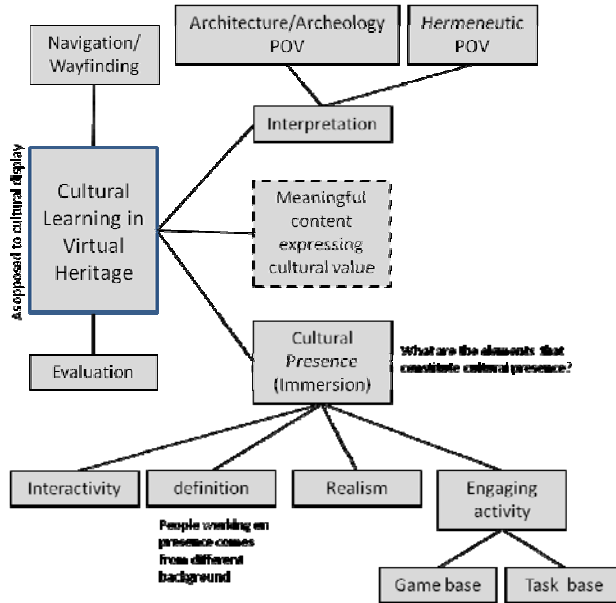 Architecture/Archeology
POV
Hermeneutic
POV
Navigation/
Wayfinding
Interpretation
As opposed to cultural display
Cultural
Learning in
Virtual
Heritage
Meaningful
content
expressing
cultural value
Evaluation
Cultural
Presence
(Immersion)
What are the elements that
constitute cultural presence?
Interactivity
definition
Realism
Engaging
activity
People working on
presence comes
from different
background
Game base
Task base